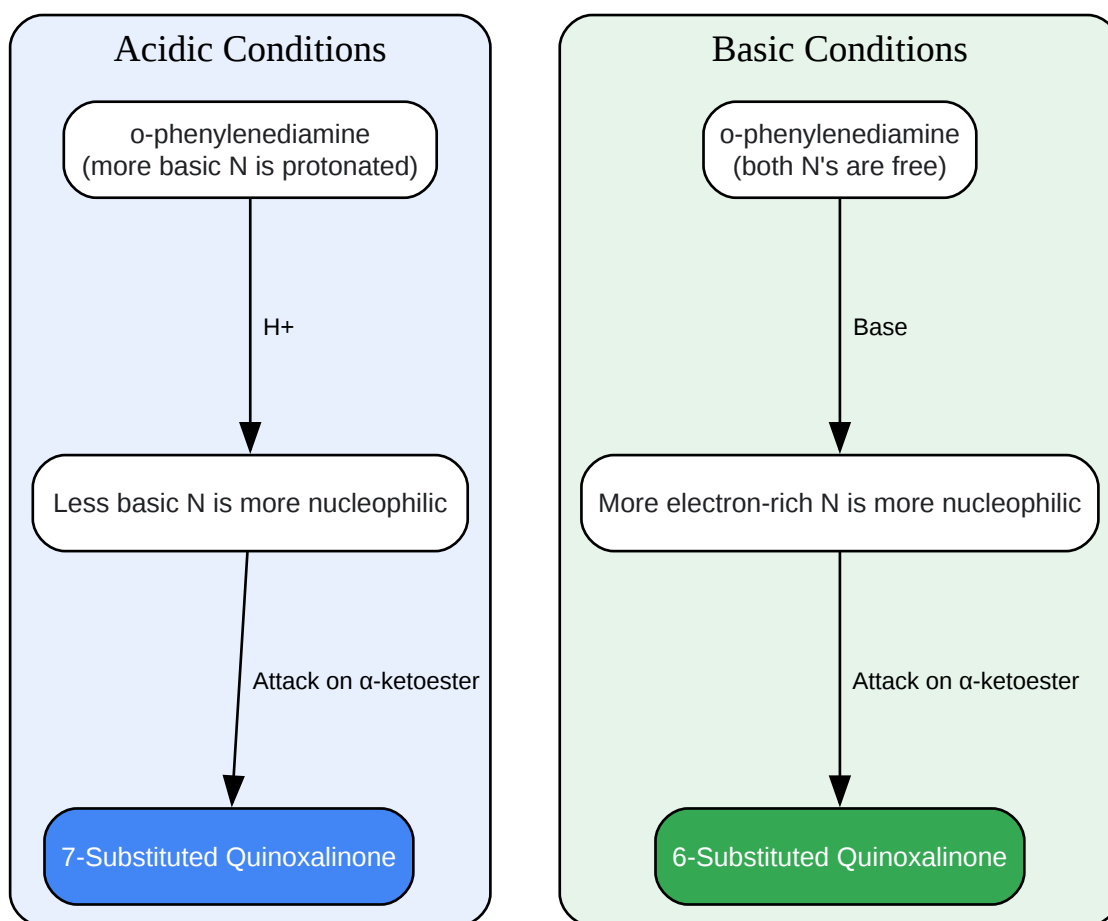 Acidic Conditions
o-phenylenediamine
(more basic N is protonated)
H+
Less basic N is more nucleophilic
Attack on α-ketoester
7-Substituted Quinoxalinone
Basic Conditions
o-phenylenediamine
(both N's are free)
Base
More electron-rich N is more nucleophilic
Attack on α-ketoester
6-Substituted Quinoxalinone